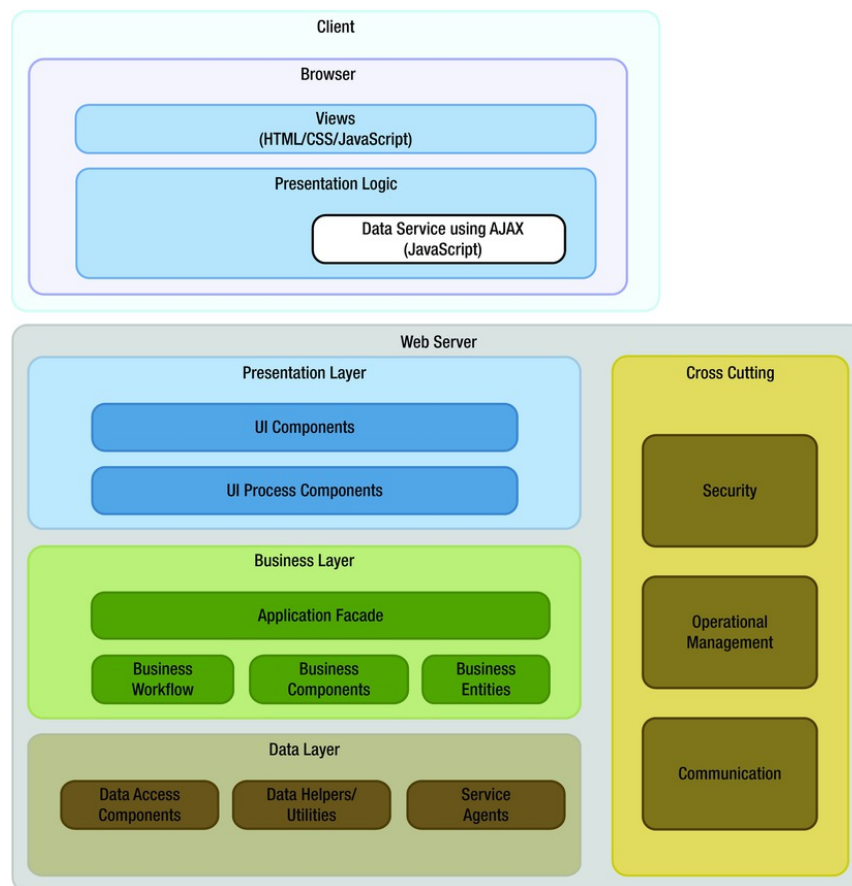 Client
Browser
Views
(HTML/CSS/JavaScript)
Presentation Logic
Data Service using AJAX
(JavaScript)
Web Server
Presentation Layer
UI Components
UI Process Components
Business Layer
Application Facade
Business
Workflow
Business
Components
Business
Entities
Data Layer
Data Access
Components
Data Helpers/
Utilities
Service
Agents
Cross Cutting
Security
Operational
Management
Communication